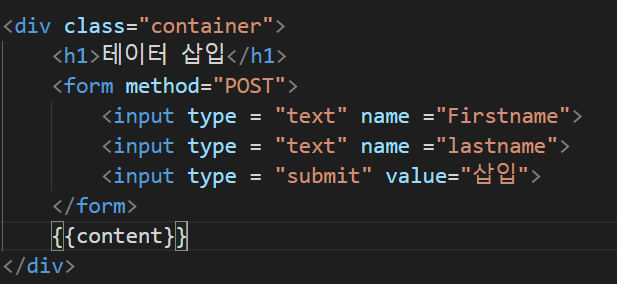 <div class="container">
<h1>테이터 삽입</h1>
<form method="POST">
<input type = "text" name ="Firstname">
<input type = "text" name ="lastname">
<input type = "submit" value="삽입">
</form>
{{content}}
</div>